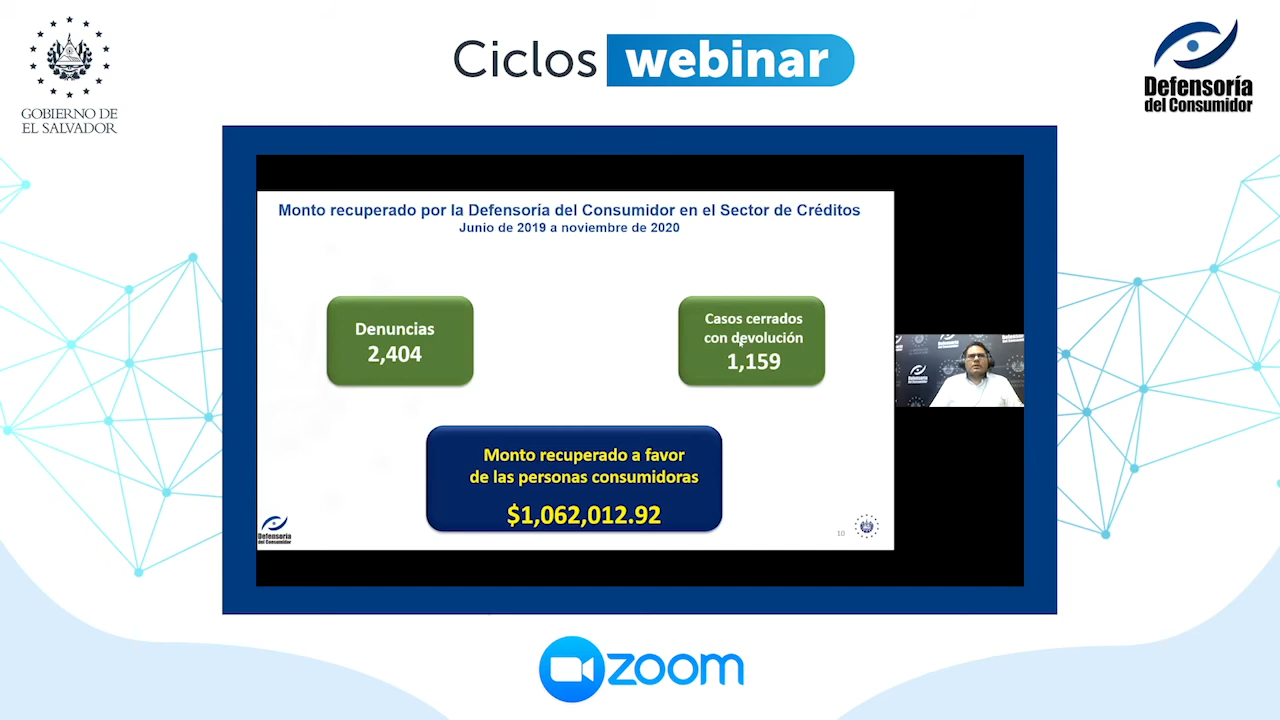 GOBIERNO DE
EL SALVADOR
Ciclos webinar
Defensoría
del Consumidor
Monto recuperado por la Defensoría del Consumidor en el Sector de Créditos
Junio de 2019 a noviembre de 2020
Denuncias
2,404
Casos cerrados
con devolución
1,159
Monto recuperado a favor
de las personas consumidoras
$1,062,012.92
Defensoría
del Consumidor
10
zoom